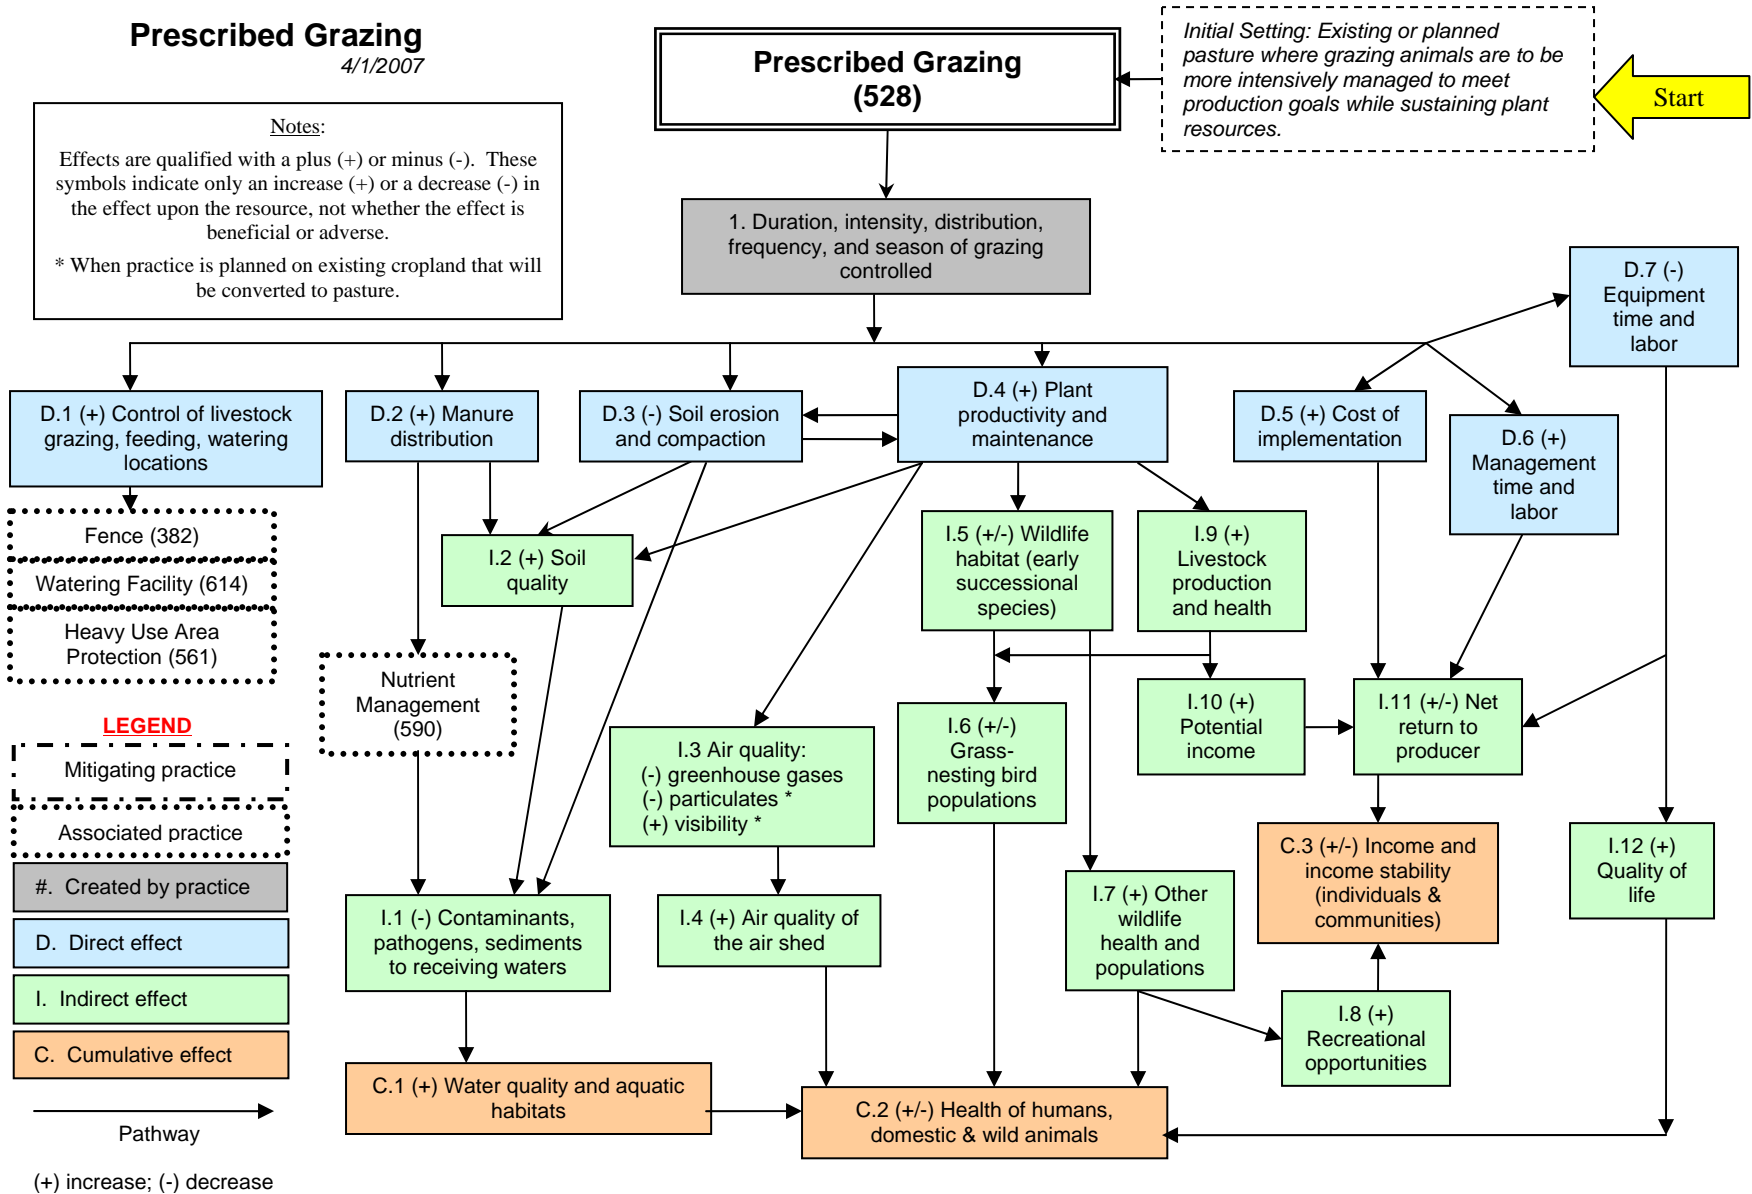 Prescribed Grazing
4/1/2007
Prescribed Grazing
(528)
Initial Setting: Existing or planned
pasture where grazing animals are to be
more intensively managed to meet
production goals while sustaining plant
resources.
Start
Notes:
Effects are qualified with a plus (+) or minus (-). These
symbols indicate only an increase (+) or a decrease (-) in
the effect upon the resource, not whether the effect is
beneficial or adverse.
* When practice is planned on existing cropland that will
be converted to pasture.
1. Duration, intensity, distribution,
frequency, and season of grazing
controlled
D.7 (-)
Equipment
time and
labor
D.1 (+) Control of livestock
grazing, feeding, watering
locations
D.2 (+) Manure
distribution
D.3 (-) Soil erosion
and compaction
D.4 (+) Plant
productivity and
maintenance
D.5 (+) Cost of
implementation
D.6 (+)
Management
time and
labor
Fence (382)
Watering Facility (614)
Heavy Use Area
Protection (561)
I.2 (+) Soil
quality
I.5 (+/-) Wildlife
habitat (early
successional
species)
I.9 (+)
Livestock
production
and health
Nutrient
Management
(590)
I.3 Air quality:
(-) greenhouse gases
(-) particulates *
(+) visibility *
I.6 (+/-)
Grass-
nesting bird
populations
I.10 (+)
Potential
income
I.11 (+/-) Net
return to
producer
LEGEND
Mitigating practice
Associated practice
#. Created by practice
D. Direct effect
I. Indirect effect
C. Cumulative effect
Pathway
(+) increase; (-) decrease
I.1 (-) Contaminants,
pathogens, sediments
to receiving waters
I.4 (+) Air quality of
the air shed
I.7 (+) Other
wildlife
health and
populations
C.3 (+/-) Income and
income stability
(individuals &
communities)
I.12 (+)
Quality of
life
I.8 (+)
Recreational
opportunities
C.1 (+) Water quality and aquatic
habitats
C.2 (+/-) Health of humans,
domestic & wild animals